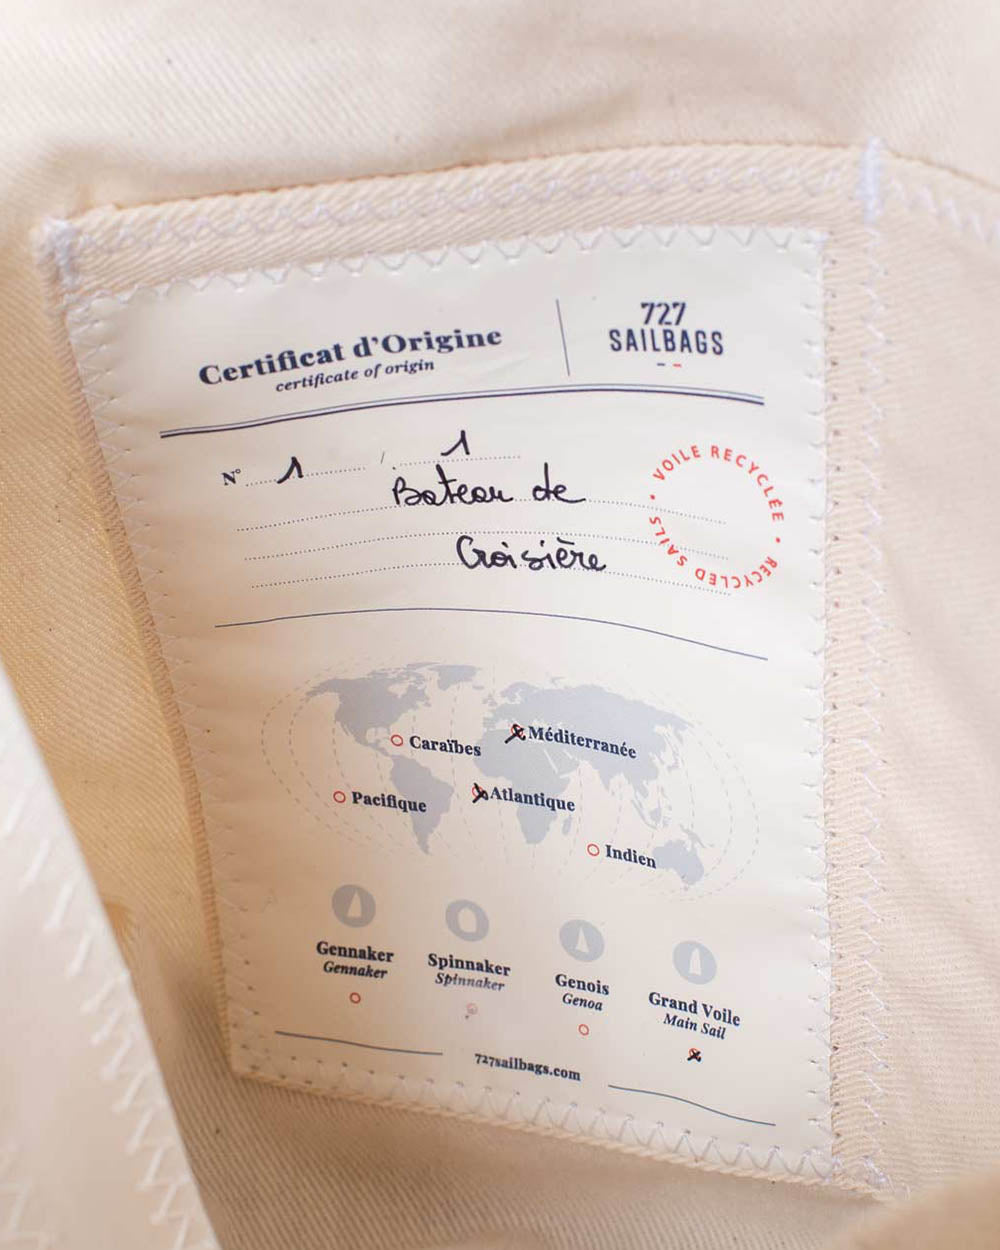 Certificat d'Origine
certificate of origin
727
SAILBAGS
N° 1 / 1
Bateau de
Croisière
VOILE RECYCLÉE • RECYCLED SAILS •
Caraïbes
Méditerranée
Pacifique
Atlantique
Indien
Gennaker
Gennaker
Spinnaker
Spinnaker
Genois
Genoa
Grand Voile
Main Sail
727sailbags.com